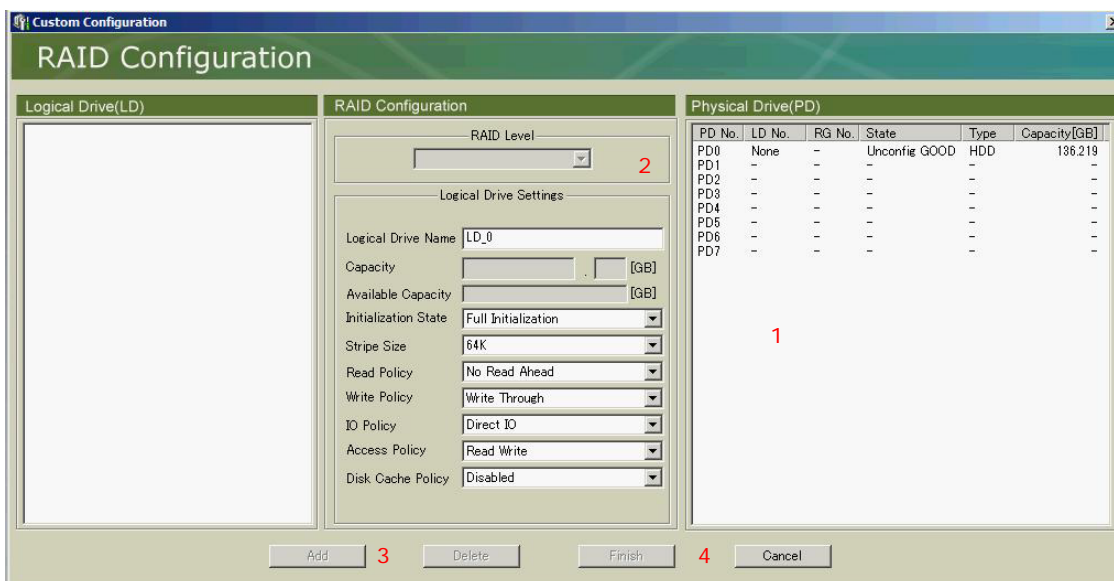 Custom Configuration
RAID Configuration
Logical Drive(LD)
RAID Configuration
RAID Level
2
Logical Drive Settings
Logical Drive Name LD_0
Capacity . [GB]
Available Capacity [GB]
Initialization State Full Initialization
Stripe Size 64K
Read Policy No Read Ahead
Write Policy Write Through
IO Policy Direct IO
Access Policy Read Write
Disk Cache Policy Disabled
Physical Drive(PD)
PD No. LD No. RG No. State Type Capacity[GB]
PD0 None - Unconfig GOOD HDD 136.219
PD1 - - - - -
PD2 - - - - -
PD3 - - - - -
PD4 - - - - -
PD5 - - - - -
PD6 - - - - -
PD7 - - - - -
1
Add 3 Delete Finish 4 Cancel